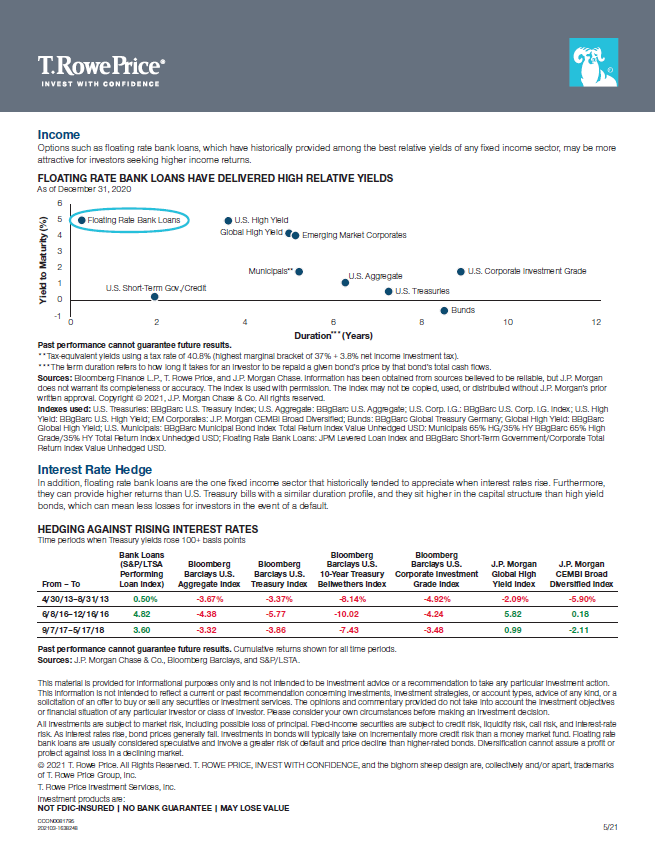 T.RowePrice®
INVEST WITH CONFIDENCE
Income
Options such as floating rate bank loans, which have historically provided among the best relative yields of any fixed income sector, may be more
attractive for investors seeking higher income returns.
FLOATING RATE BANK LOANS HAVE DELIVERED HIGH RELATIVE YIELDS
As of December 31, 2020
Yield to Maturity (%)
6
5
4
3
2
1
0
-1
Floating Rate Bank Loans
U.S. High Yield
Global High Yield
Emerging Market Corporates
Municipals**
U.S. Aggregate
U.S. Corporate Investment Grade
U.S. Short-Term Gov./Credit
U.S. Treasuries
Bunds
0 2 4 6 8 10 12
Duration*** (Years)
Past performance cannot guarantee future results.
**Tax-equivalent yields using a tax rate of 40.8% (highest marginal bracket of 37% + 3.8% net income investment tax).
***The term duration refers to how long it takes for an investor to be repaid a given bond's price by that bond's total cash flows.
Sources: Bloomberg Finance L.P., T. Rowe Price, and J.P. Morgan Chase. Information has been obtained from sources believed to be reliable, but J.P. Morgan
does not warrant its completeness or accuracy. The Index is used with permission. The Index may not be copied, used, or distributed without J.P. Morgan's prior
written approval. Copyright © 2021, J.P. Morgan Chase & Co. All rights reserved.
Indexes used: U.S. Treasuries: BBgBarc U.S. Treasury Index; U.S. Aggregate: BBgBarc U.S. Aggregate; U.S. Corp. I.G.: BBgBarc U.S. Corp. I.G. Index; U.S. High
Yield: BBgBarc U.S. High Yield; EM Corporates: J.P. Morgan CEMBI Broad Diversified; Bunds: BBgBarc Global Treasury Germany; Global High Yield: BBgBarc
Global High Yield; U.S. Municipals: BBgBarc Municipal Bond Index Total Return Index Value Unhedged USD: Municipals 65% HG/35% HY BBgBarc 65% High
Grade/35% HY Total Return Index Unhedged USD; Floating Rate Bank Loans: JPM Levered Loan Index and BBgBarc Short-Term Government/Corporate Total
Return Index Value Unhedged USD.
Interest Rate Hedge
In addition, floating rate bank loans are the one fixed income sector that historically tended to appreciate when interest rates rise. Furthermore,
they can provide higher returns than U.S. Treasury bills with a similar duration profile, and they sit higher in the capital structure than high yield
bonds, which can mean less losses for investors in the event of a default.
HEDGING AGAINST RISING INTEREST RATES
Time periods when Treasury yields rose 100+ basis points
From – To
Bank Loans
(S&P/LTSA
Performing
Loan Index)
Bloomberg
Barclays U.S.
Aggregate Index
Bloomberg
Barclays U.S.
Treasury Index
Bloomberg
Barclays U.S.
10-Year Treasury
Bellwethers Index
Bloomberg
Barclays U.S.
Corporate Investment
Grade Index
J.P. Morgan
Global High
Yield Index
J.P. Morgan
CEMBI Broad
Diversified Index
4/30/13–8/31/13 0.50% -3.67% -3.37% -8.14% -4.92% -2.09% -5.90%
6/8/16–12/16/16 4.82 -4.38 -5.77 -10.02 -4.24 5.82 0.18
9/7/17–5/17/18 3.60 -3.32 -3.86 -7.43 -3.48 0.99 -2.11
Past performance cannot guarantee future results. Cumulative returns shown for all time periods.
Sources: J.P. Morgan Chase & Co., Bloomberg Barclays, and S&P/LSTA.
This material is provided for informational purposes only and is not intended to be investment advice or a recommendation to take any particular investment action.
This information is not intended to reflect a current or past recommendation concerning investments, investment strategies, or account types, advice of any kind, or a
solicitation of an offer to buy or sell any securities or investment services. The opinions and commentary provided do not take into account the investment objectives
or financial situation of any particular investor or class of investor. Please consider your own circumstances before making an investment decision.
All investments are subject to market risk, including possible loss of principal. Fixed-income securities are subject to credit risk, liquidity risk, call risk, and interest-rate
risk. As interest rates rise, bond prices generally fall. Investments in bonds will typically take on incrementally more credit risk than a money market fund. Floating rate
bank loans are usually considered speculative and involve a greater risk of default and price decline than higher-rated bonds. Diversification cannot assure a profit or
protect against loss in a declining market.
© 2021 T. Rowe Price. All Rights Reserved. T. ROWE PRICE, INVEST WITH CONFIDENCE, and the bighorn sheep design are, collectively and/or apart, trademarks
of T. Rowe Price Group, Inc.
T. Rowe Price Investment Services, Inc.
Investment products are:
NOT FDIC-INSURED | NO BANK GUARANTEE | MAY LOSE VALUE
CCON0081795
202103-1638248
5/21